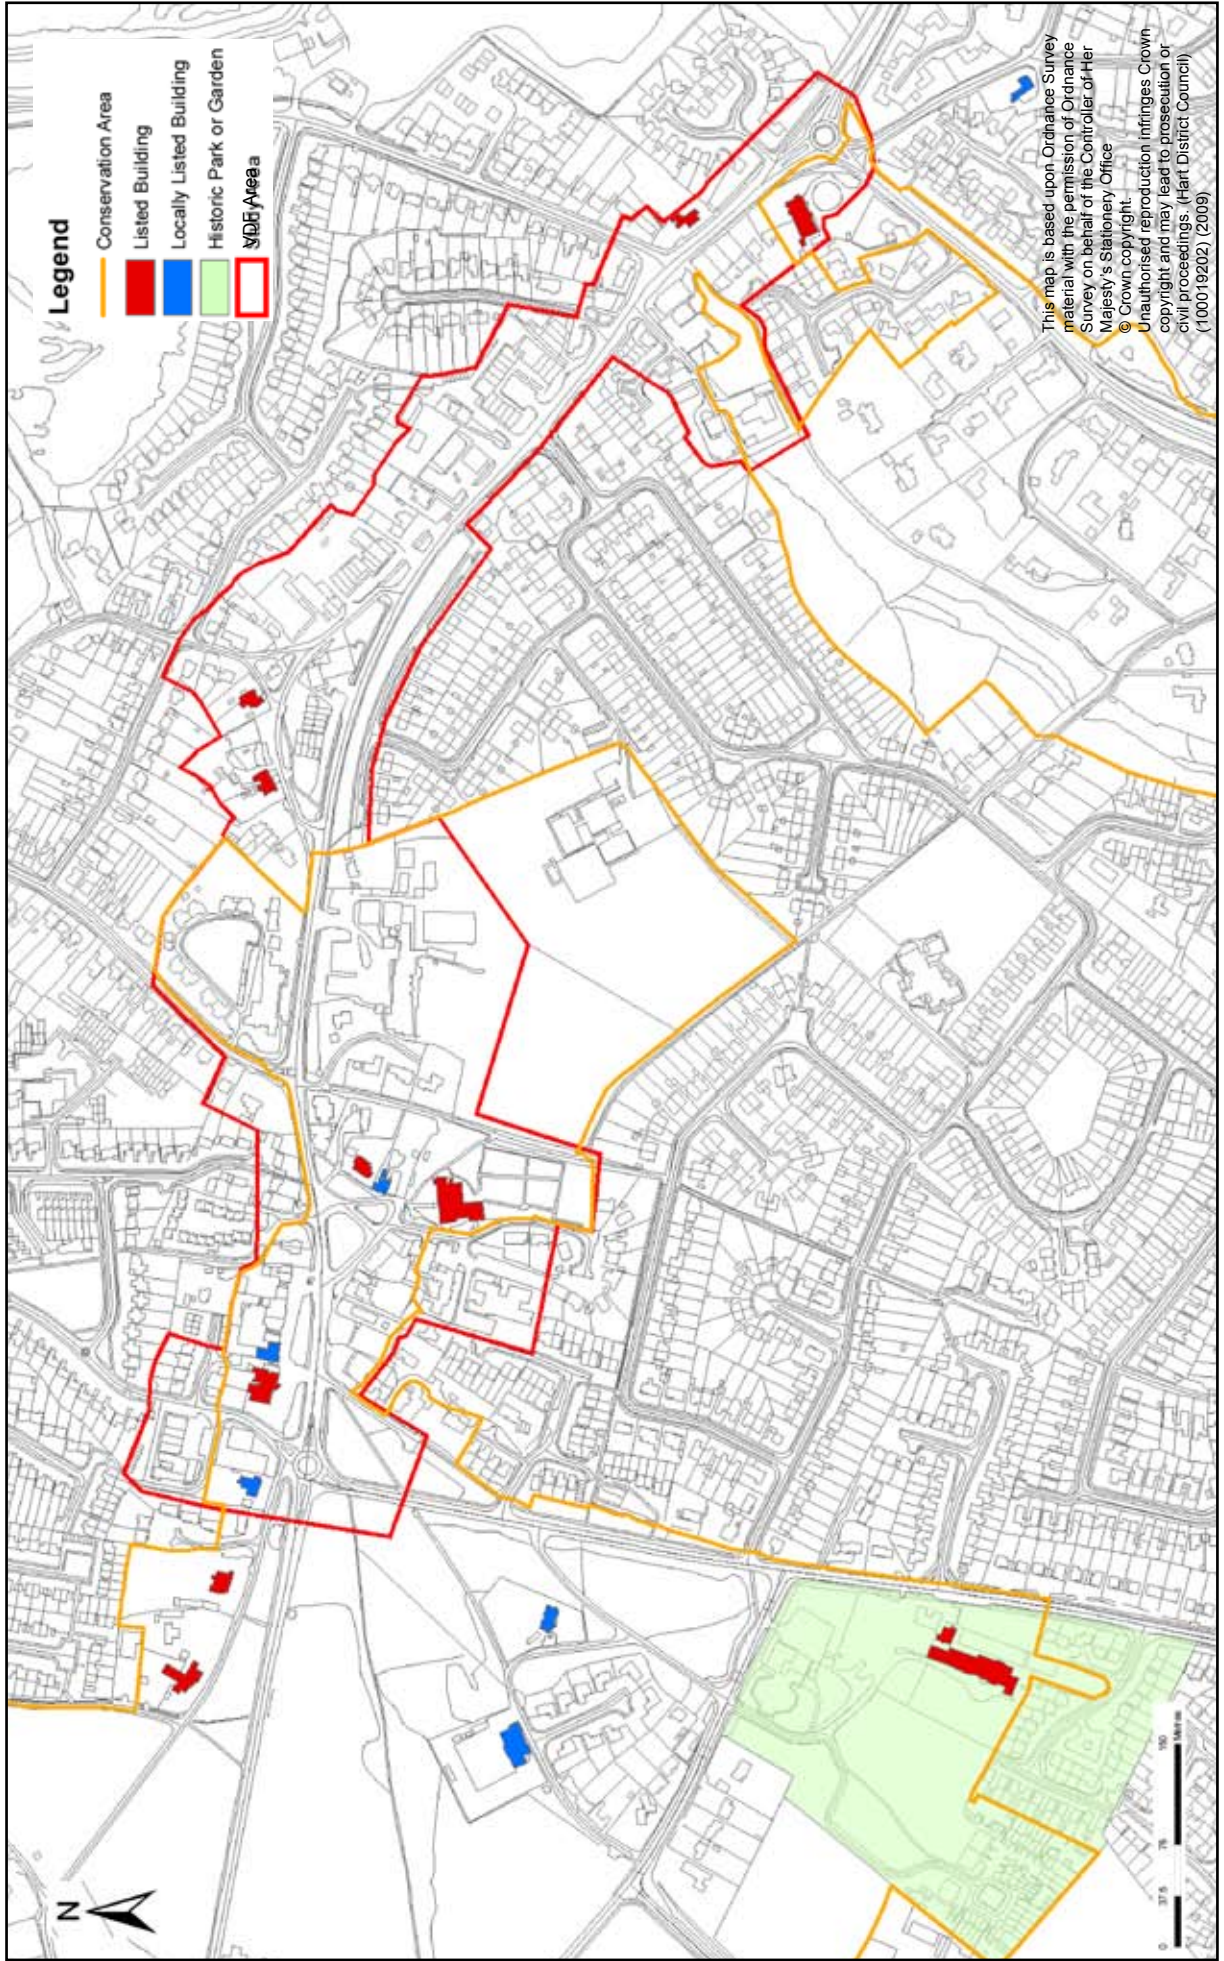 Legend
Conservation Area
Listed Building
Locally Listed Building
Historic Park or Garden
VDF Area
N
0 37.5 75 150
Metres
This map is based upon Ordnance Survey
material with the permission of Ordnance
Survey on behalf of the Controller of Her
Majesty's Stationery Office
© Crown copyright.
Unauthorised reproduction infringes Crown
copyright and may lead to prosecution or
civil proceedings. (Hart District Council)
(100019202) (2009)